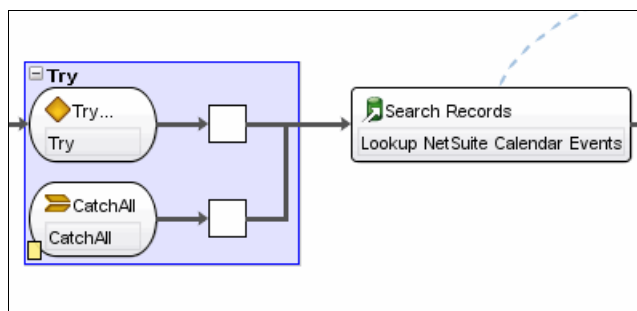 Try
Try...
Try
CatchAll
CatchAll
Search Records
Lookup NetSuite Calendar Events